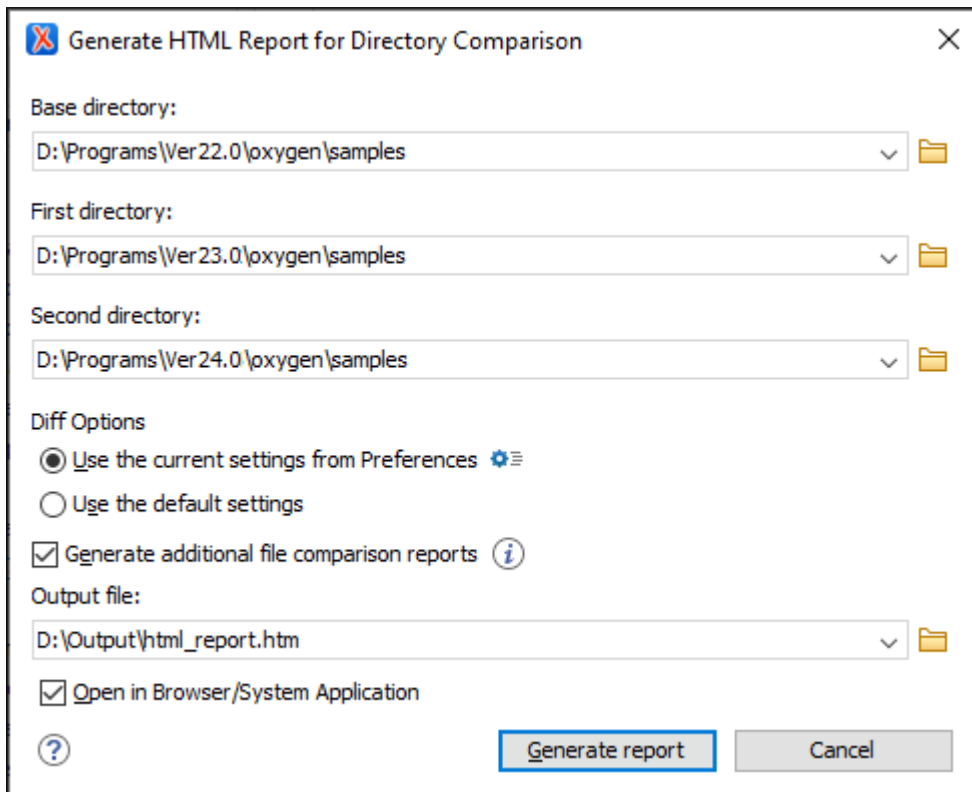 Generate HTML Report for Directory Comparison
Base directory:
D:\Programs\Ver22.0\oxygen\samples
First directory:
D:\Programs\Ver23.0\oxygen\samples
Second directory:
D:\Programs\Ver24.0\oxygen\samples
Diff Options
Use the current settings from Preferences
Use the default settings
Generate additional file comparison reports
Output file:
D:\Output\html_report.htm
Open in Browser/System Application
Generate report Cancel